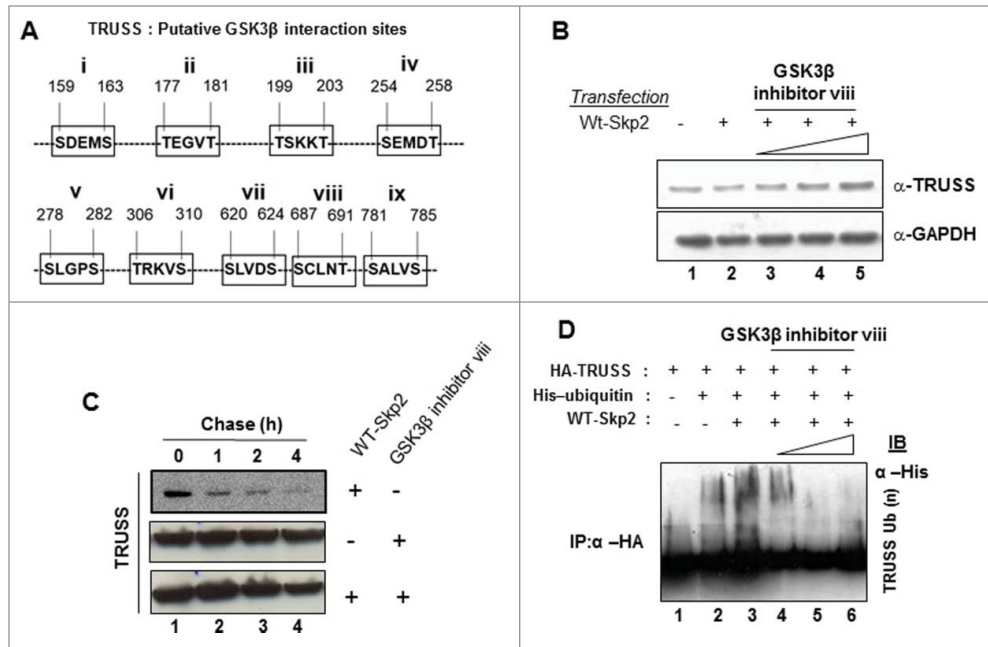 A
TRUSS : Putative GSK3β interaction sites
i ii iii iv
159 163 177 181 199 203 254 258
SDEMS TEGVT TSKKT SEMDT
v vi vii viii ix
278 282 306 310 620 624 687 691 781 785
SLGPS TRKVS SLVDS SCLNT SALVS
B
GSK3β
inhibitor viii
Transfection
Wt-Skp2 - + + + +
α-TRUSS
α-GAPDH
1 2 3 4 5
C
Chase (h)
0 1 2 4
WT-Skp2
GSK3β inhibitor viii
TRUSS
+ -
- +
+ +
1 2 3 4
D
GSK3β inhibitor viii
HA-TRUSS : + + + + + +
His–ubiquitin : - + + + + +
WT-Skp2 : - - + + + +
IB
α –His
IP:α –HA
TRUSS Ub (n)
1 2 3 4 5 6